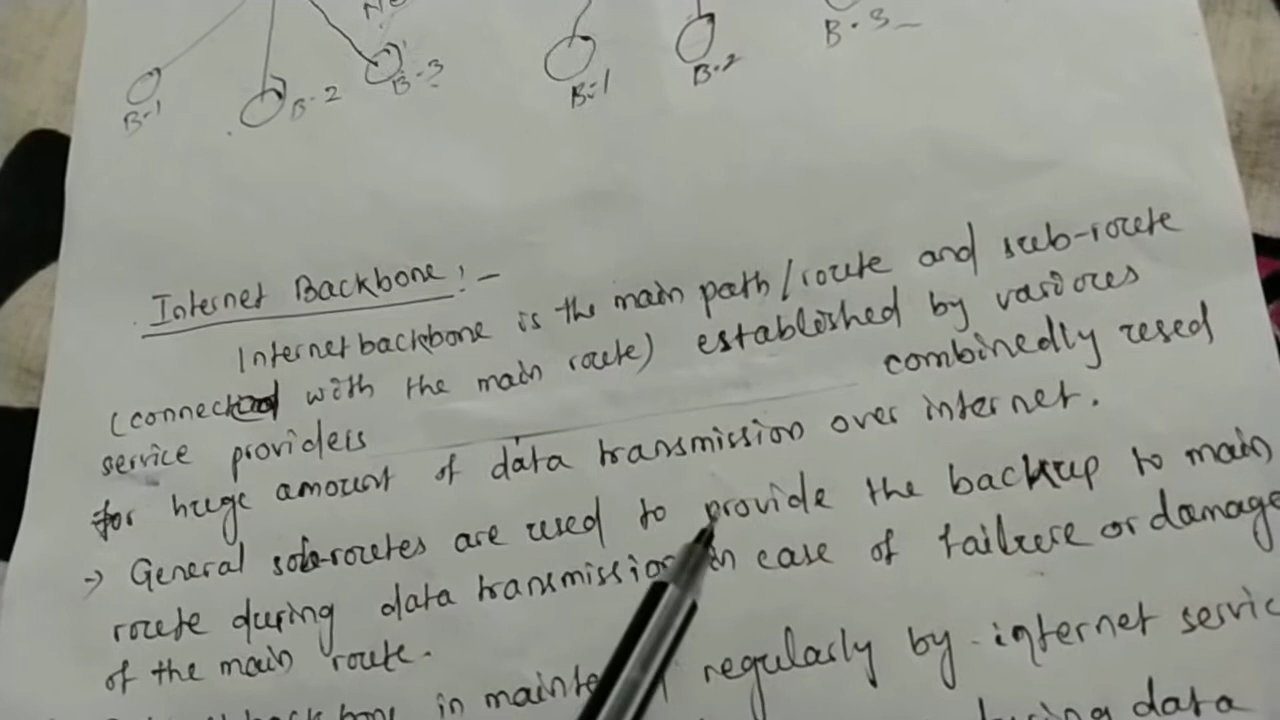 B-1
B-2
B-3
B-1
B-2
B-3
Internet Backbone:-
Internet backbone is the main path/route and sub-route
(connected with the main route) established by various
service providers combinedly used
for huge amount of data transmission over internet.
→ General sub-routes are used to provide the backup to main
route during data transmission in case of failure or damage
of the main route.
in regularly by internet
data